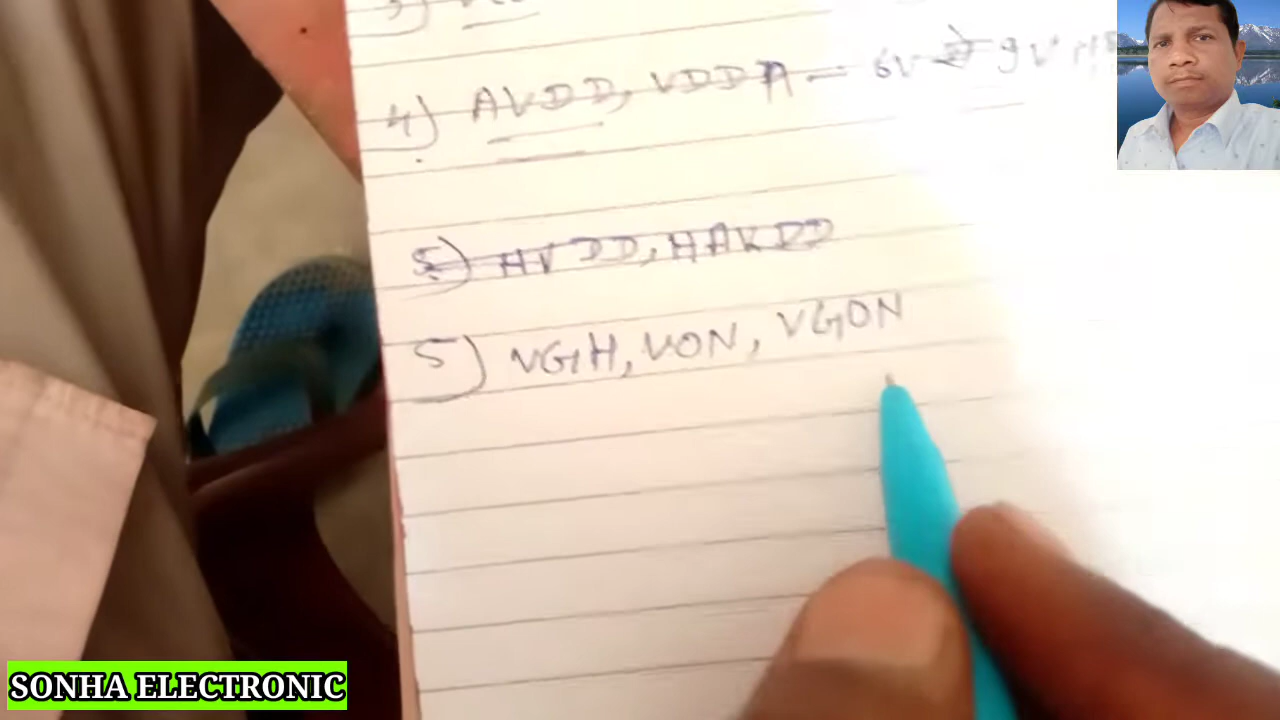 4) AVDD, VDDA — 6V से 9V
5) HVDD, HAVDD
5) VGH, VON, VGON
SONHA ELECTRONIC